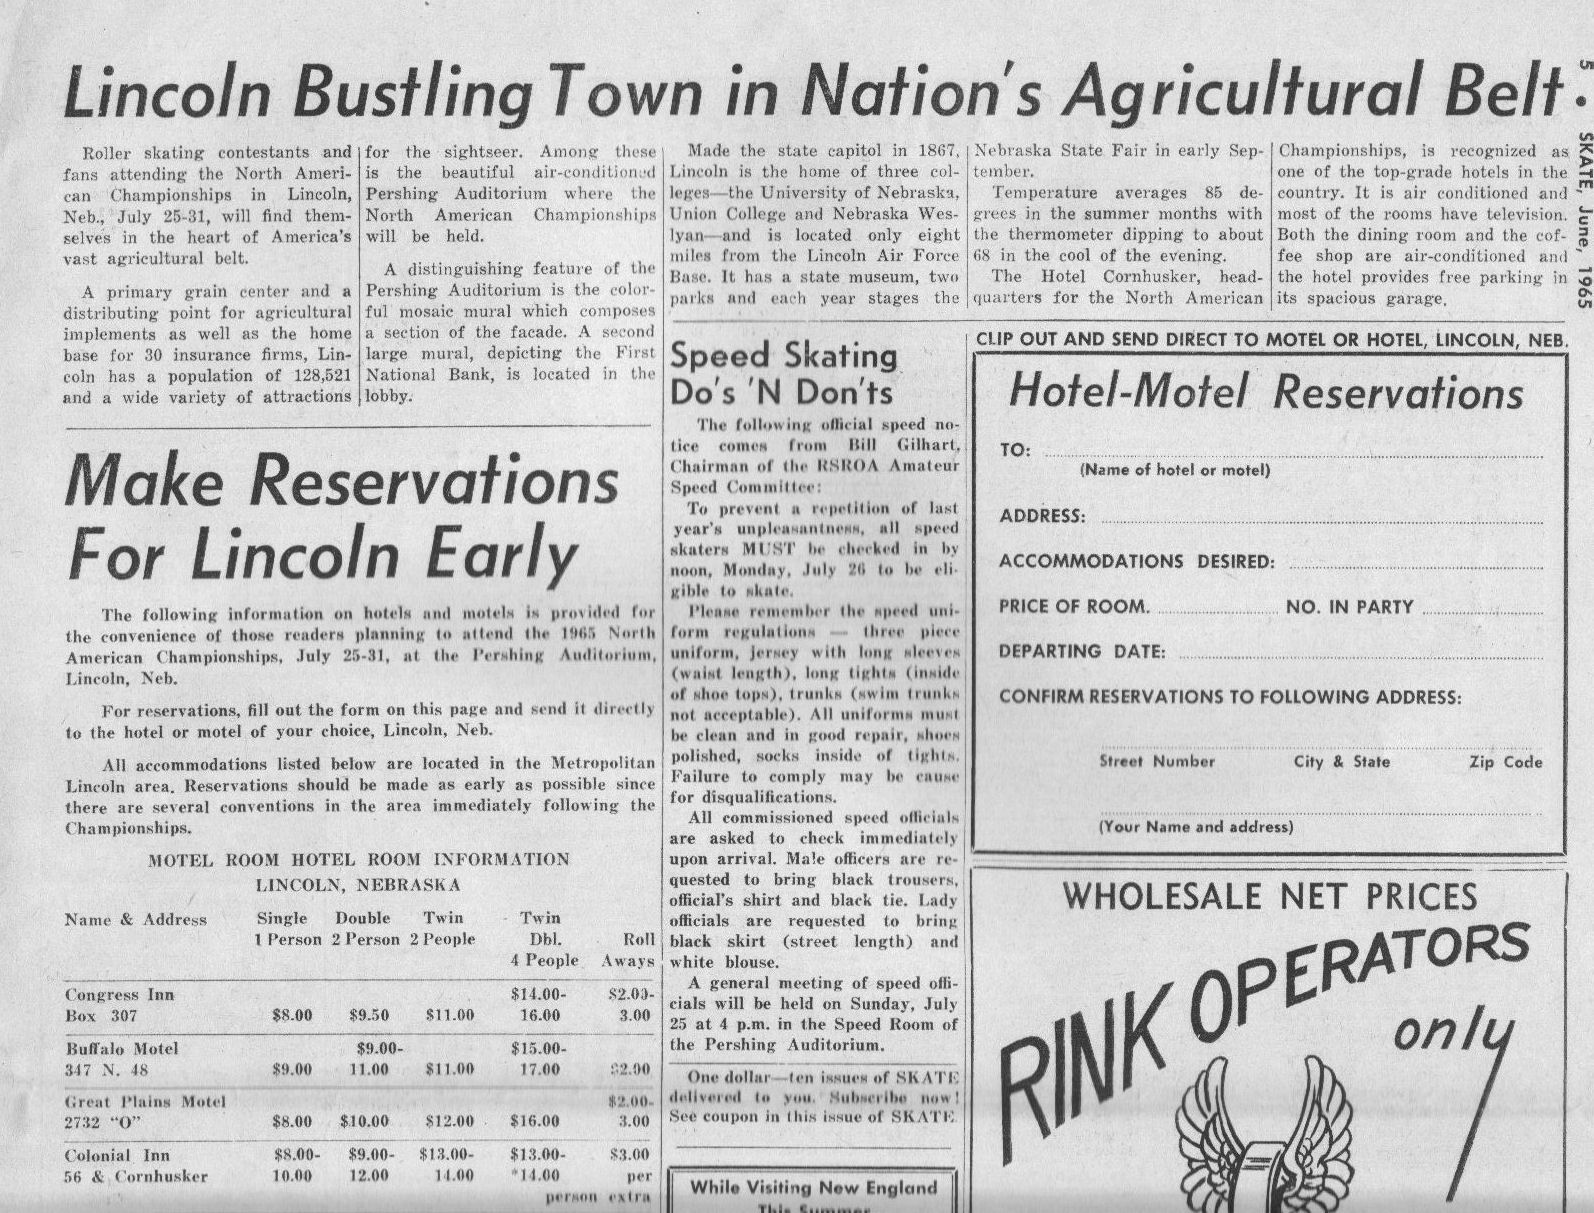 Lincoln Bustling Town in Nation's Agricultural Belt
5 • SKATE, June, 1965
Roller skating contestants and
fans attending the North Ameri-
can Championships in Lincoln,
Neb., July 25-31, will find them-
selves in the heart of America's
vast agricultural belt.
A primary grain center and a
distributing point for agricultural
implements as well as the home
base for 30 insurance firms, Lin-
coln has a population of 128,521
and a wide variety of attractions
for the sightseer. Among these
is the beautiful air-conditioned
Pershing Auditorium where the
North American Championships
will be held.
A distinguishing feature of the
Pershing Auditorium is the color-
ful mosaic mural which composes
a section of the facade. A second
large mural, depicting the First
National Bank, is located in the
lobby.
Made the state capitol in 1867,
Lincoln is the home of three col-
leges—the University of Nebraska,
Union College and Nebraska Wes-
lyan—and is located only eight
miles from the Lincoln Air Force
Base. It has a state museum, two
parks and each year stages the
Nebraska State Fair in early Sep-
tember.
Temperature averages 85 de-
grees in the summer months with
the thermometer dipping to about
68 in the cool of the evening.
The Hotel Cornhusker, head-
quarters for the North American
Championships, is recognized as
one of the top-grade hotels in the
country. It is air conditioned and
most of the rooms have television.
Both the dining room and the cof-
fee shop are air-conditioned and
the hotel provides free parking in
its spacious garage.
Make Reservations
For Lincoln Early
The following information on hotels and motels is provided for
the convenience of those readers planning to attend the 1965 North
American Championships, July 25-31, at the Pershing Auditorium,
Lincoln, Neb.
For reservations, fill out the form on this page and send it directly
to the hotel or motel of your choice, Lincoln, Neb.
All accommodations listed below are located in the Metropolitan
Lincoln area. Reservations should be made as early as possible since
there are several conventions in the area immediately following the
Championships.
MOTEL ROOM HOTEL ROOM INFORMATION
LINCOLN, NEBRASKA
Name & Address Single Double Twin Twin
1 Person 2 Person 2 People Dbl. Roll
4 People Aways
Congress Inn $14.00- $2.00-
Box 307 $8.00 $9.50 $11.00 16.00 3.00
Buffalo Motel $9.00- $15.00-
347 N. 48 $9.00 11.00 $11.00 17.00 $2.00
Great Plains Motel $2.00-
2732 "O" $8.00 $10.00 $12.00 $16.00 3.00
Colonial Inn $8.00- $9.00- $13.00- $13.00- $3.00
56 & Cornhusker 10.00 12.00 14.00 *14.00 per
person extra
Speed Skating
Do's 'N Don'ts
The following official speed no-
tice comes from Bill Gilhart,
Chairman of the RSROA Amateur
Speed Committee:
To prevent a repetition of last
year's unpleasantness, all speed
skaters MUST be checked in by
noon, Monday, July 26 to be eli-
gible to skate.
Please remember the speed uni-
form regulations — three piece
uniform, jersey with long sleeves
(waist length), long tights (inside
of shoe tops), trunks (swim trunks
not acceptable). All uniforms must
be clean and in good repair, shoes
polished, socks inside of tights.
Failure to comply may be cause
for disqualifications.
All commissioned speed officials
are asked to check immediately
upon arrival. Male officers are re-
quested to bring black trousers,
official's shirt and black tie. Lady
officials are requested to bring
black skirt (street length) and
white blouse.
A general meeting of speed offi-
cials will be held on Sunday, July
25 at 4 p.m. in the Speed Room of
the Pershing Auditorium.
One dollar—ten issues of SKATE
delivered to you. Subscribe now!
See coupon in this issue of SKATE
While Visiting New England
This Summer
CLIP OUT AND SEND DIRECT TO MOTEL OR HOTEL, LINCOLN, NEB.
Hotel-Motel Reservations
TO:
(Name of hotel or motel)
ADDRESS:
ACCOMMODATIONS DESIRED:
PRICE OF ROOM. NO. IN PARTY
DEPARTING DATE:
CONFIRM RESERVATIONS TO FOLLOWING ADDRESS:
Street Number City & State Zip Code
(Your Name and address)
WHOLESALE NET PRICES
RINK OPERATORS
only